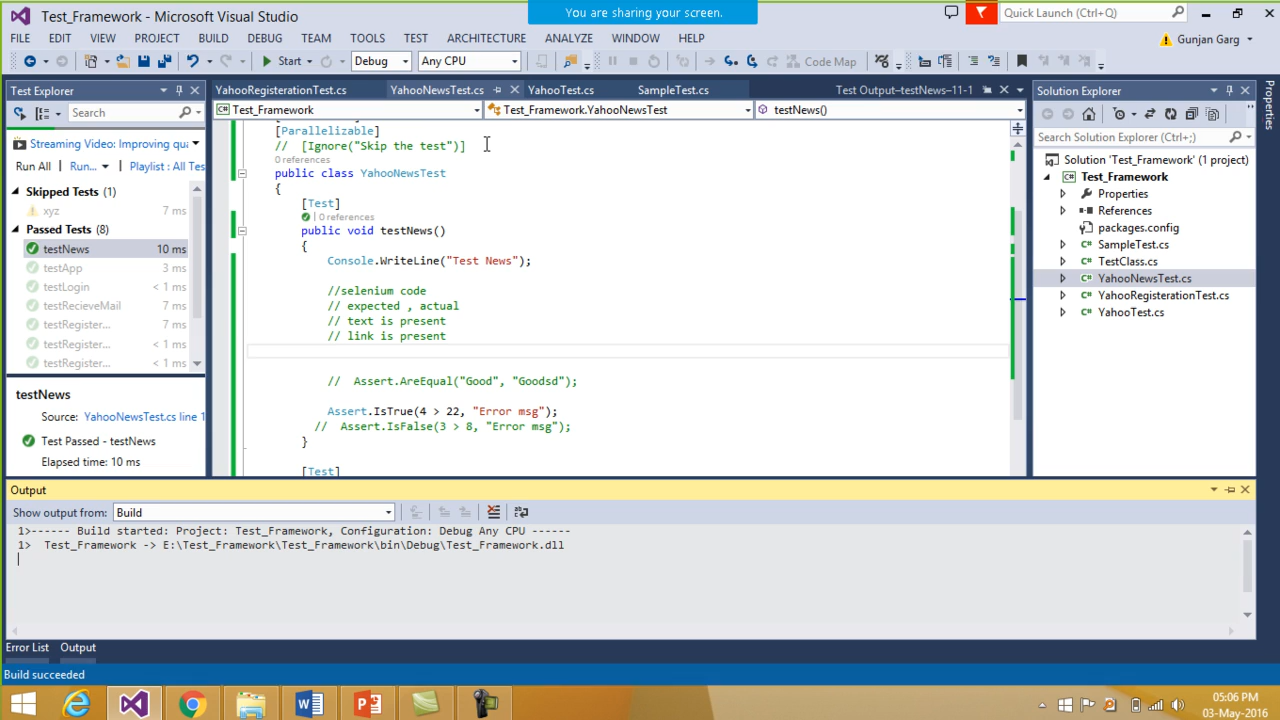 Test_Framework - Microsoft Visual Studio
You are sharing your screen.
Quick Launch (Ctrl+Q)
FILE EDIT VIEW PROJECT BUILD DEBUG TEAM TOOLS TEST ARCHITECTURE ANALYZE WINDOW HELP
Gunjan Garg
Start Debug Any CPU Code Map
Test Explorer
Search
Streaming Video: Improving qu
Run All Run... Playlist : All Tes
Skipped Tests (1)
xyz 7 ms
Passed Tests (8)
testNews 10 ms
testApp 3 ms
testLogin < 1 ms
testRecieveMail 7 ms
testRegister... 7 ms
testRegister... < 1 ms
testRegister... < 1 ms
testNews
Source: YahooNewsTest.cs line 1
Test Passed - testNews
Elapsed time: 10 ms
YahooRegisterationTest.cs YahooNewsTest.cs YahooTest.cs SampleTest.cs Test Output-testNews-11-1
Test_Framework Test_Framework.YahooNewsTest testNews()
[Parallelizable]
// [Ignore("Skip the test")]
0 references
public class YahooNewsTest
{
[Test]
0 references
public void testNews()
{
Console.WriteLine("Test News");
//selenium code
// expected , actual
// text is present
// link is present
// Assert.AreEqual("Good", "Goodsd");
Assert.IsTrue(4 > 22, "Error msg");
// Assert.IsFalse(3 > 8, "Error msg");
}
[Test]
Solution Explorer
Search Solution Explorer (Ctrl+;)
Solution 'Test_Framework' (1 project)
Test_Framework
Properties
References
packages.config
SampleTest.cs
TestClass.cs
YahooNewsTest.cs
YahooRegisterationTest.cs
YahooTest.cs
Properties
Output
Show output from: Build
1>------ Build started: Project: Test_Framework, Configuration: Debug Any CPU ------
1> Test_Framework -> E:\Test_Framework\Test_Framework\bin\Debug\Test_Framework.dll
Error List Output
Build succeeded
05:06 PM
03-May-2016